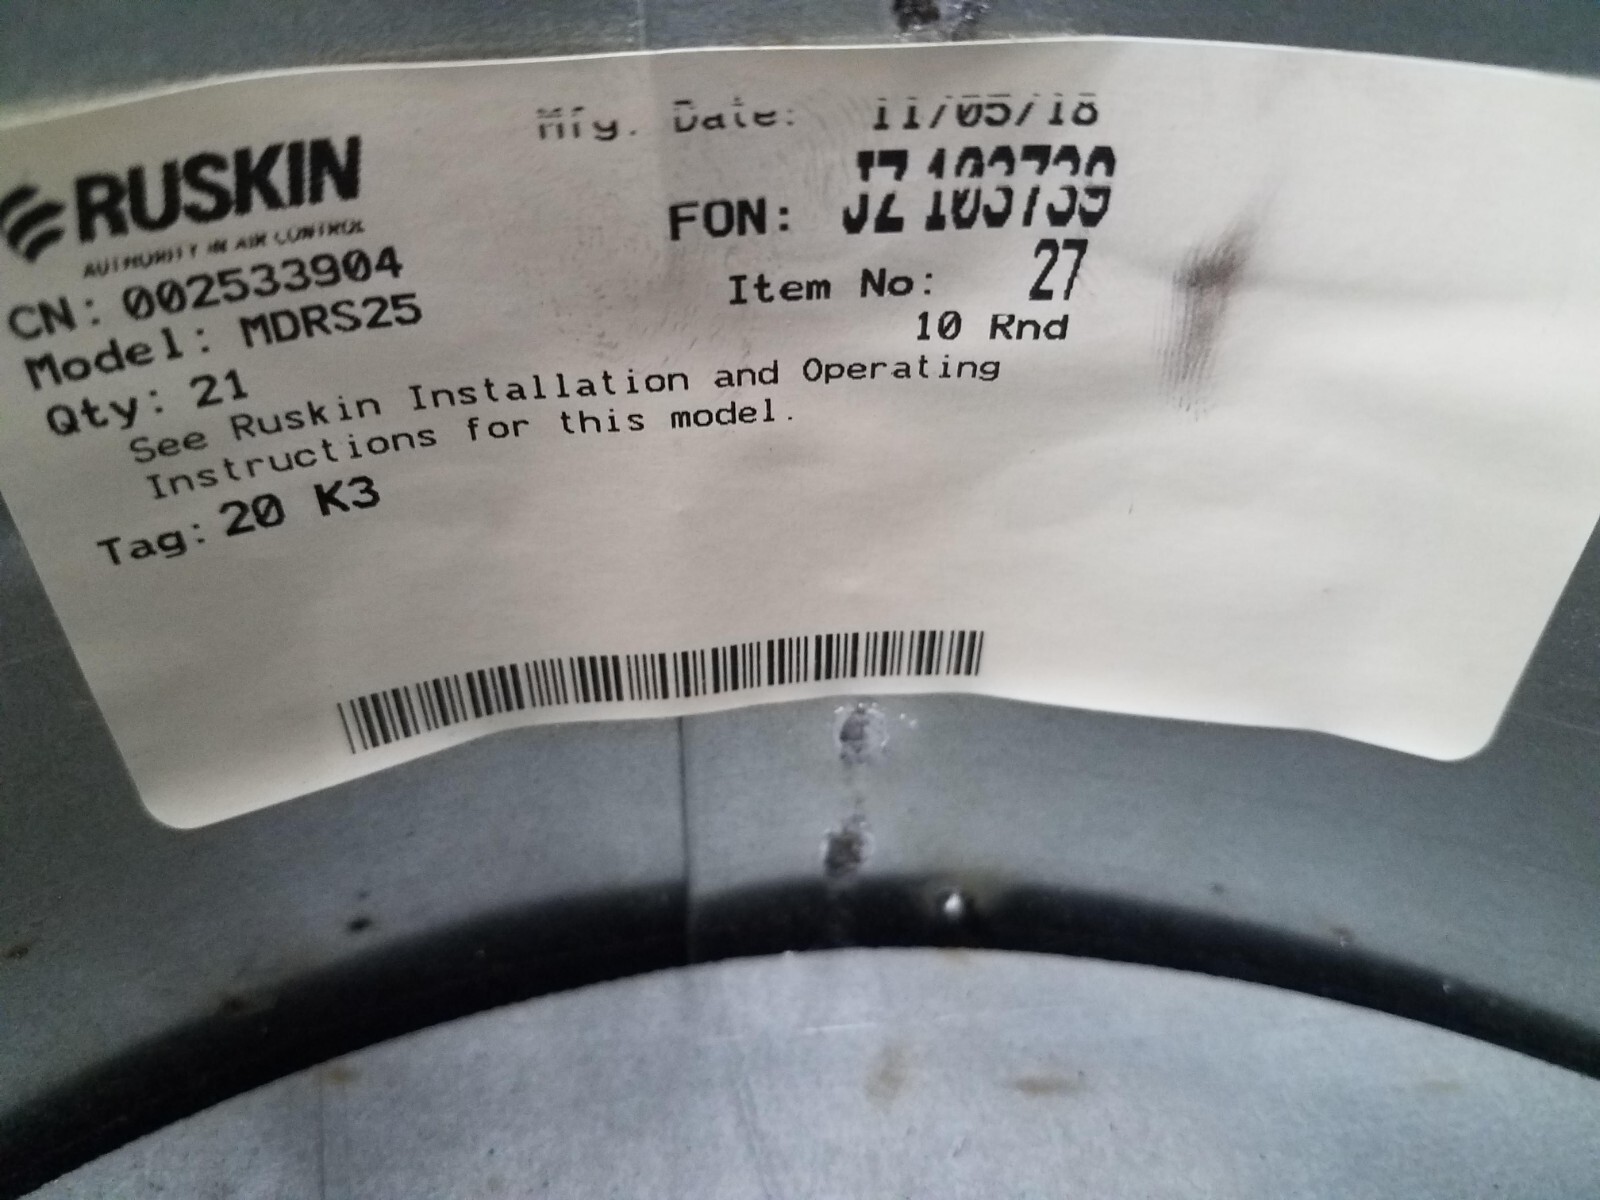 RUSKIN
AUTHORITY IN AIR CONTROL
Mfg. Date: 11/05/18
FON:
Item No: 27
10 Rnd
CN: 002533904
Model: MDRS25
Qty: 21
See Ruskin Installation and Operating
Instructions for this model.
Tag: 20 K3